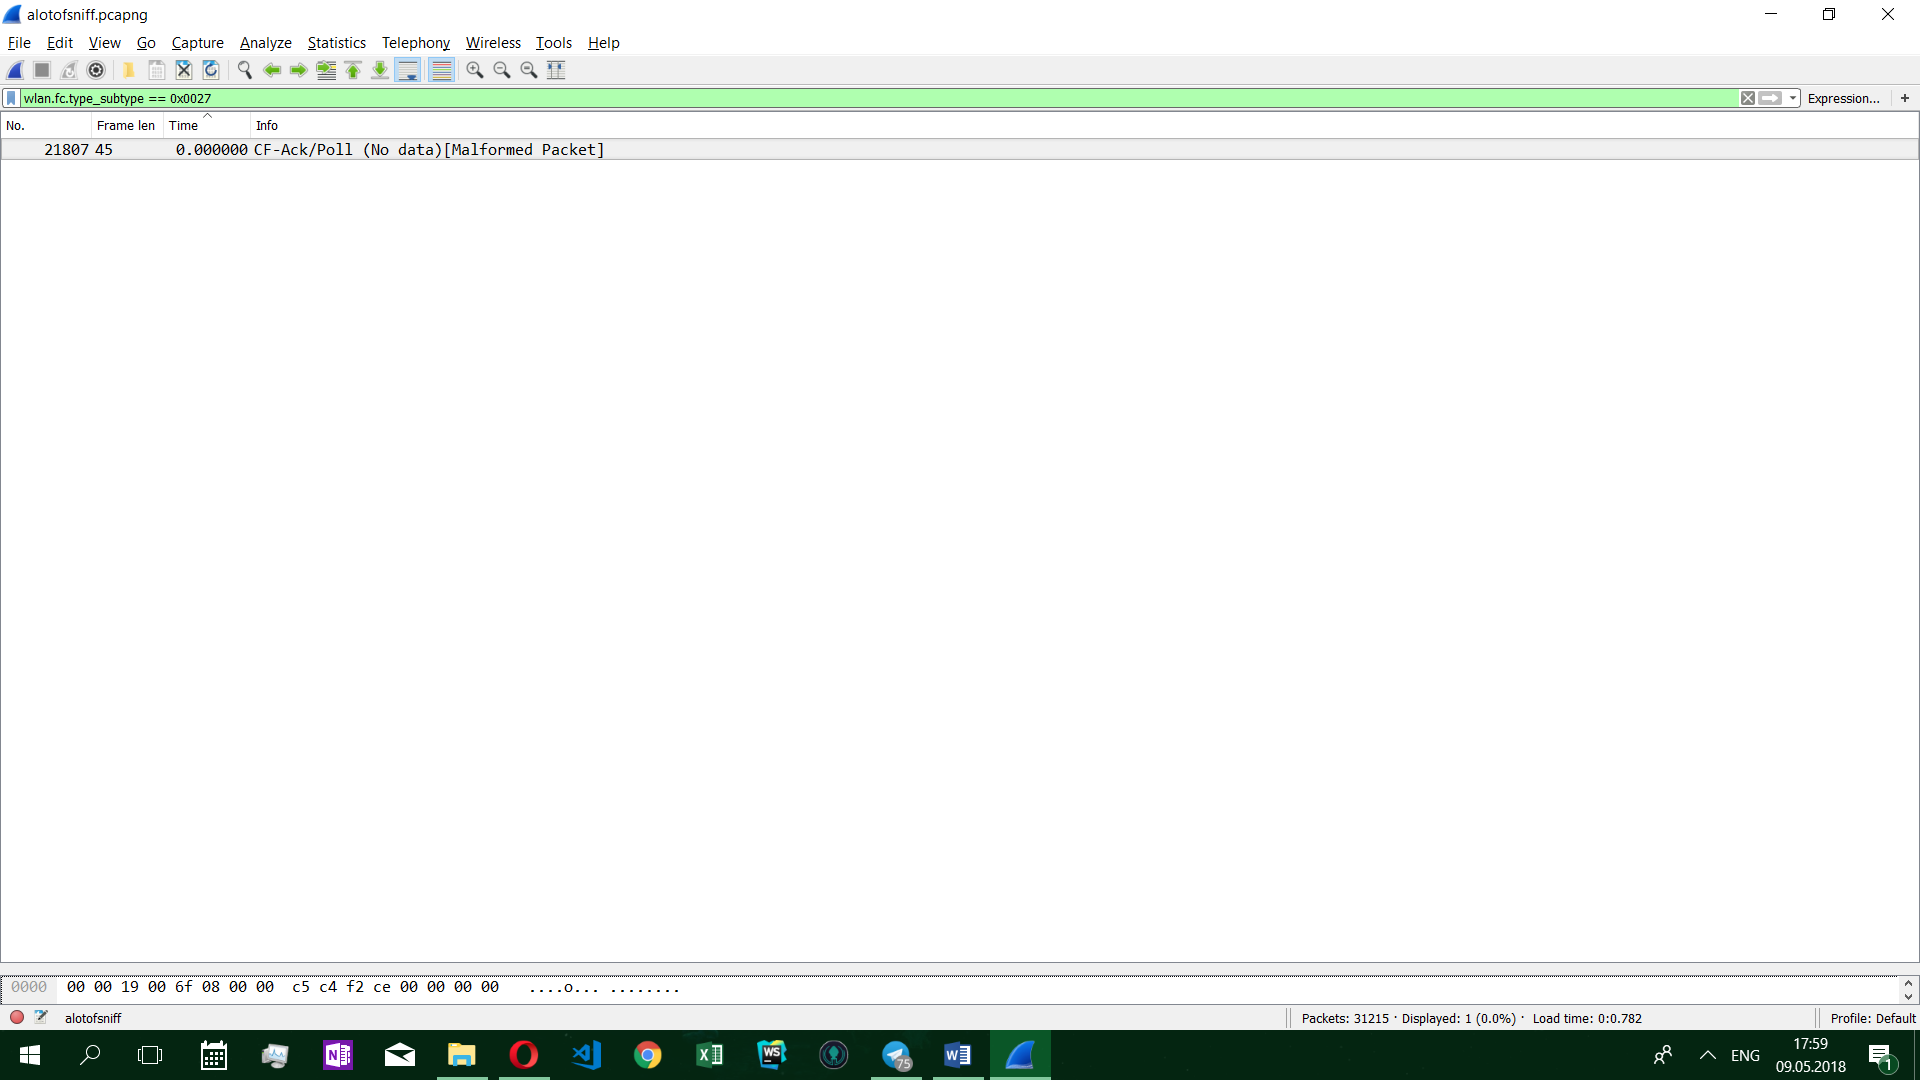 alotofsniff.pcapng
File Edit View Go Capture Analyze Statistics Telephony Wireless Tools Help
wlan.fc.type_subtype == 0x0027 Expression... +
No. Frame len Time Info
21807 45 0.000000 CF-Ack/Poll (No data)[Malformed Packet]
0000 00 00 19 00 6f 08 00 00 c5 c4 f2 ce 00 00 00 00 ....o... ........
alotofsniff Packets: 31215 · Displayed: 1 (0.0%) · Load time: 0:0.782 Profile: Default
N WS 75 ENG 17:59
09.05.2018 1